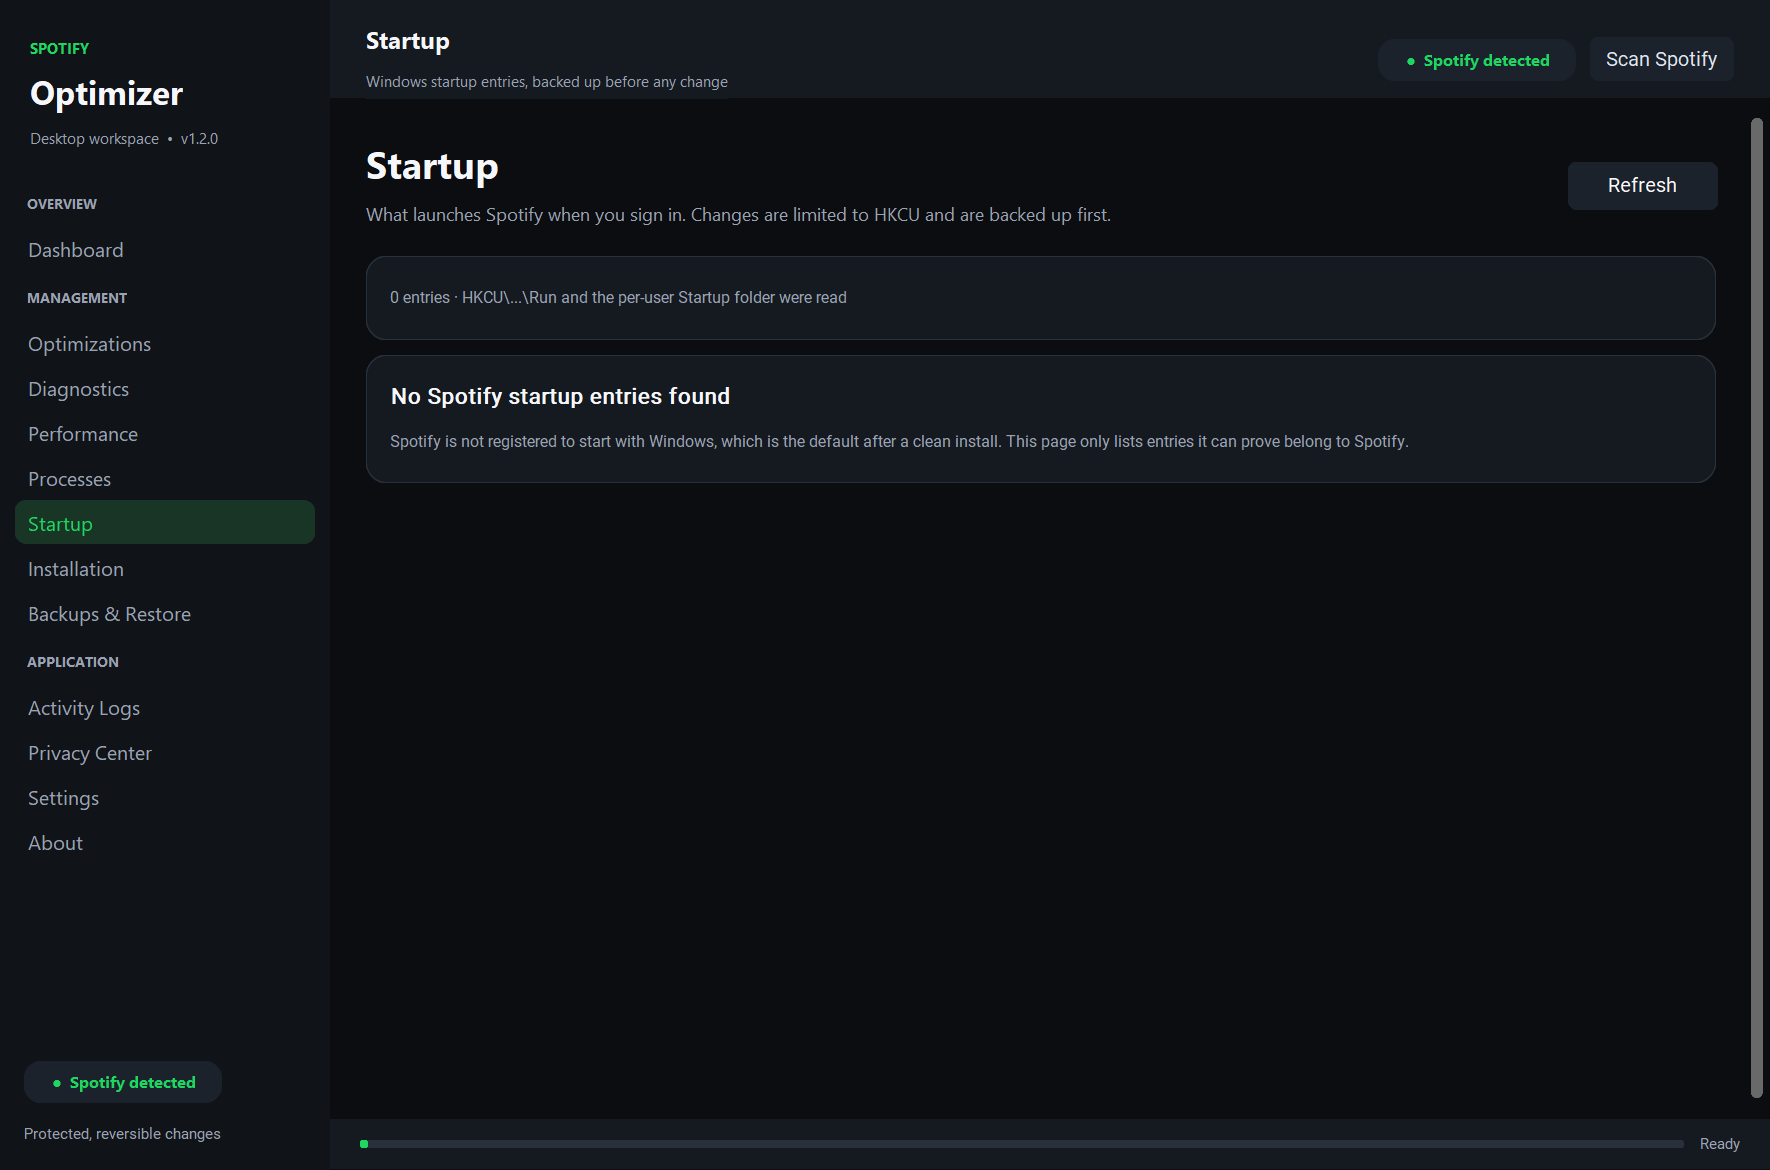 SPOTIFY
Optimizer
Desktop workspace • v1.2.0
OVERVIEW
Dashboard
MANAGEMENT
Optimizations
Diagnostics
Performance
Processes
Startup
Installation
Backups & Restore
APPLICATION
Activity Logs
Privacy Center
Settings
About
● Spotify detected
Protected, reversible changes
Startup
Windows startup entries, backed up before any change
● Spotify detected
Scan Spotify
Startup
What launches Spotify when you sign in. Changes are limited to HKCU and are backed up first.
Refresh
0 entries · HKCU\...\Run and the per-user Startup folder were read
No Spotify startup entries found
Spotify is not registered to start with Windows, which is the default after a clean install. This page only lists entries it can prove belong to Spotify.
Ready